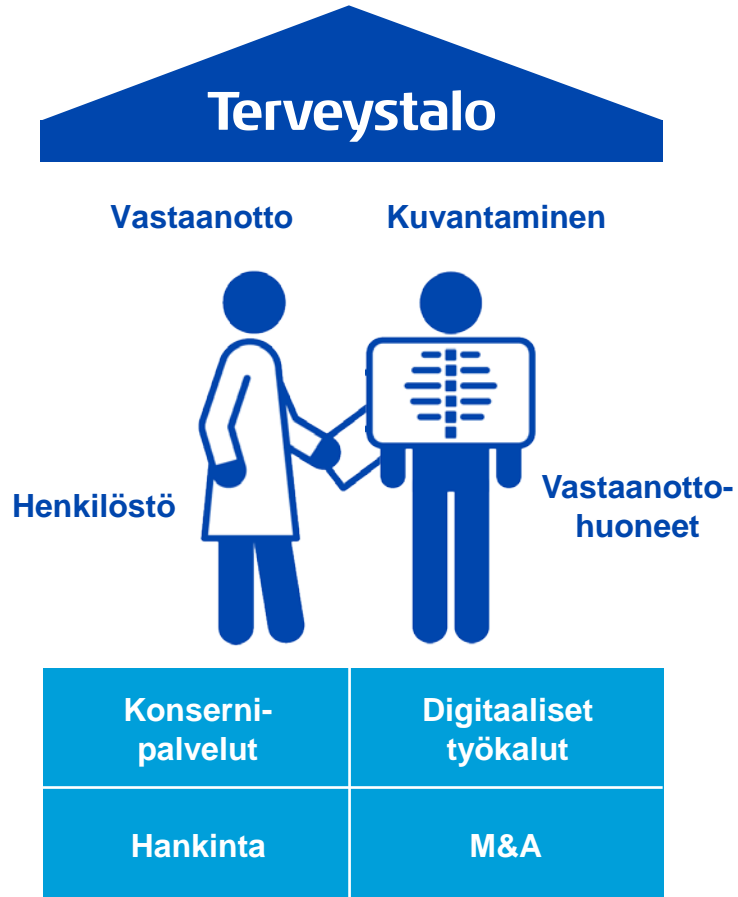 Terveystalo
Vastaanotto
Kuvantaminen
Henkilöstö
Vastaanotto-
huoneet
Konserni-
palvelut
Digitaaliset
työkalut
Hankinta
M&A